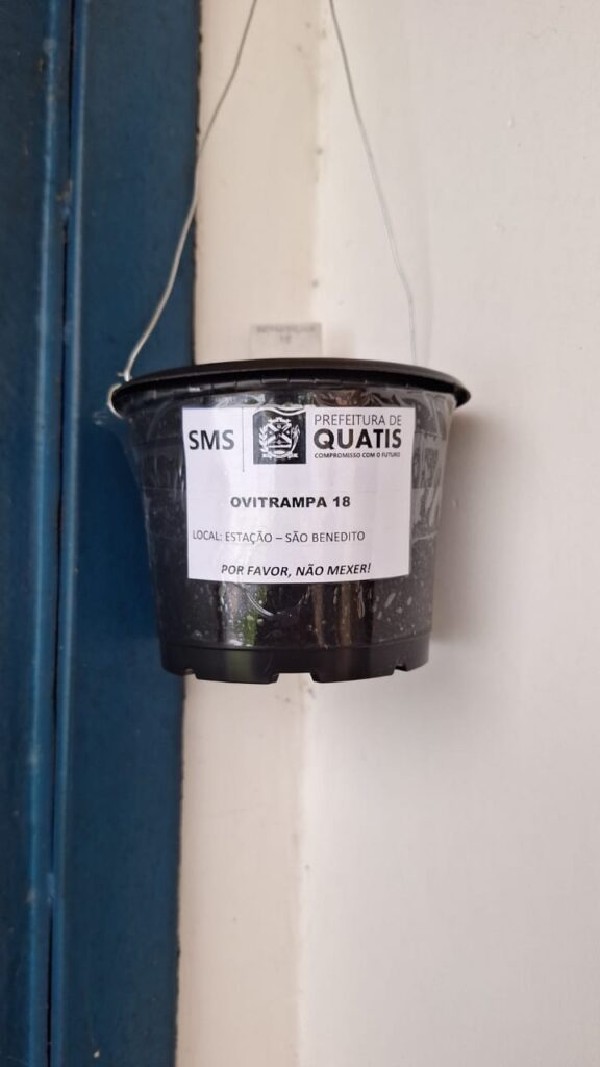 SMS
PREFEITURA DE
QUATIS
COMPROMISSO COM O FUTURO
OVITRAMPA 18
LOCAL: ESTAÇÃO – SÃO BENEDITO
POR FAVOR, NÃO MEXER!